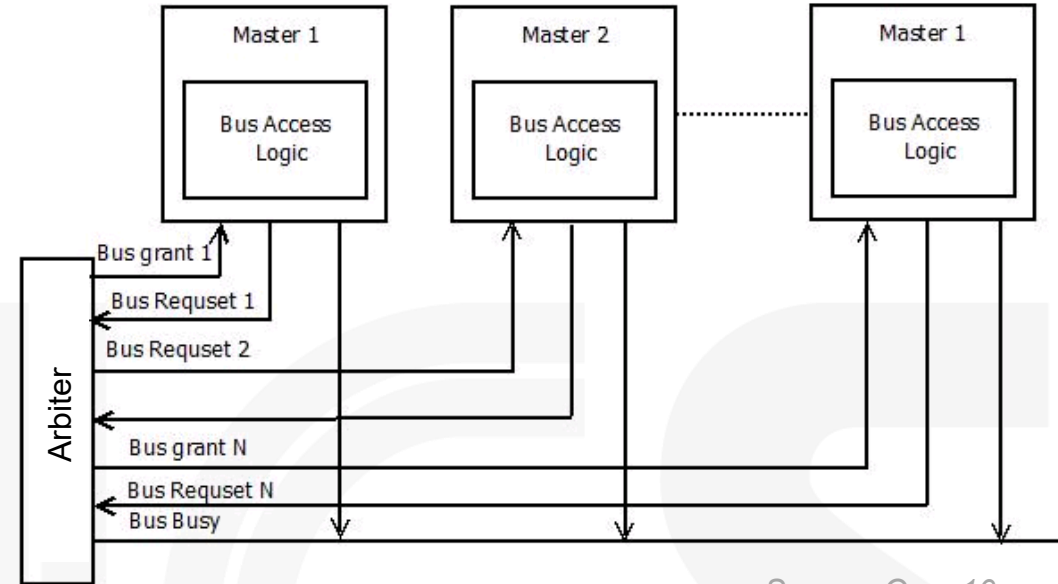 Master 1
Bus Access
Logic
Master 2
Bus Access
Logic
Master 1
Bus Access
Logic
Arbiter
Bus grant 1
Bus Requset 1
Bus Requset 2
Bus grant N
Bus Requset N
Bus Busy